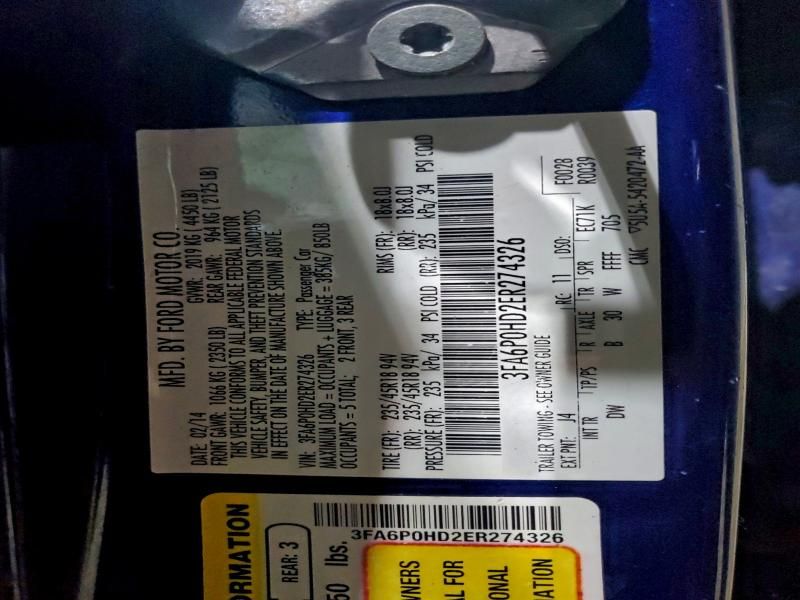 MFD. BY FORD MOTOR CO.
DATE: 02/14 GVWR: 2019 KG (4450 LB)
FRONT GAWR: 1066 KG (2350 LB) REAR GAWR: 964 KG (2125 LB)
THIS VEHICLE CONFORMS TO ALL APPLICABLE FEDERAL MOTOR
VEHICLE SAFETY, BUMPER, AND THEFT PREVENTION STANDARDS
IN EFFECT ON THE DATE OF MANUFACTURE SHOWN ABOVE
VIN: 3FA6P0HD2ER274326 TYPE: Passenger Car
MAXIMUM LOAD = OCCUPANTS + LUGGAGE = 385KG/ 850LB
OCCUPANTS = 5 TOTAL; 2 FRONT, 3 REAR
TIRE (FR): 235/45R18 94V RIMS (FR): 18x8.0J
(RR): 235/45R18 94V (RR): 18x8.0J
PRESSURE (FR): 235 kPa/ 34 PSI COLD (RR): 235 kPa/ 34 PSI COLD
3FA6P0HD2ER274326
TRAILER TOWING - SEE OWNER GUIDE
EXT PNT: J4 RC: 11 DSO: F0028
INT TR TP/PS R AXLE TR SPR EC71K R0039
DW B 30 W FFFF 705
CMC ▽5U5A-5420472-AA
ORMATION
REAR: 3
50 lbs.
3FA6P0HD2ER274326
WNERS
AL FOR
ONAL
ATION